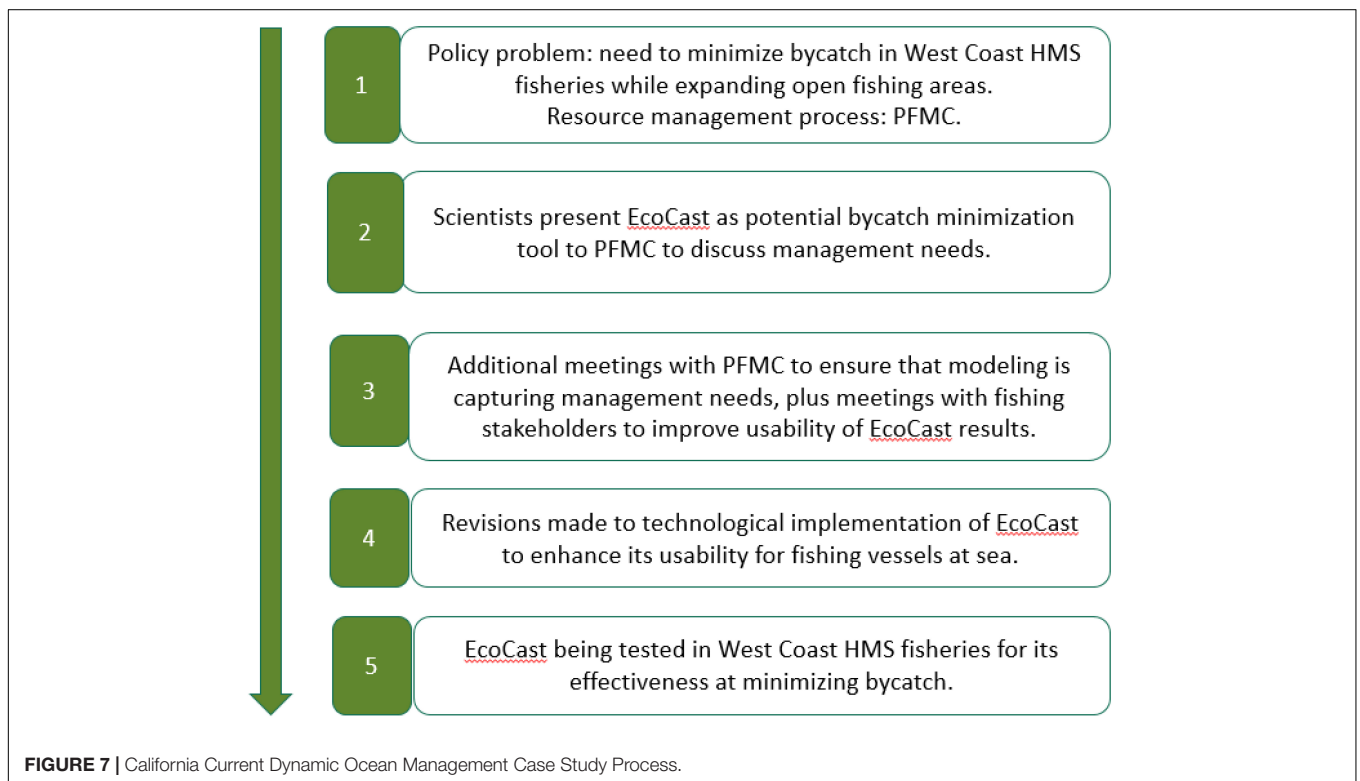 1
Policy problem: need to minimize bycatch in West Coast HMS
fisheries while expanding open fishing areas.
Resource management process: PFMC.
2
Scientists present EcoCast as potential bycatch minimization
tool to PFMC to discuss management needs.
3
Additional meetings with PFMC to ensure that modeling is
capturing management needs, plus meetings with fishing
stakeholders to improve usability of EcoCast results.
4
Revisions made to technological implementation of EcoCast
to enhance its usability for fishing vessels at sea.
5
EcoCast being tested in West Coast HMS fisheries for its
effectiveness at minimizing bycatch.
FIGURE 7 | California Current Dynamic Ocean Management Case Study Process.